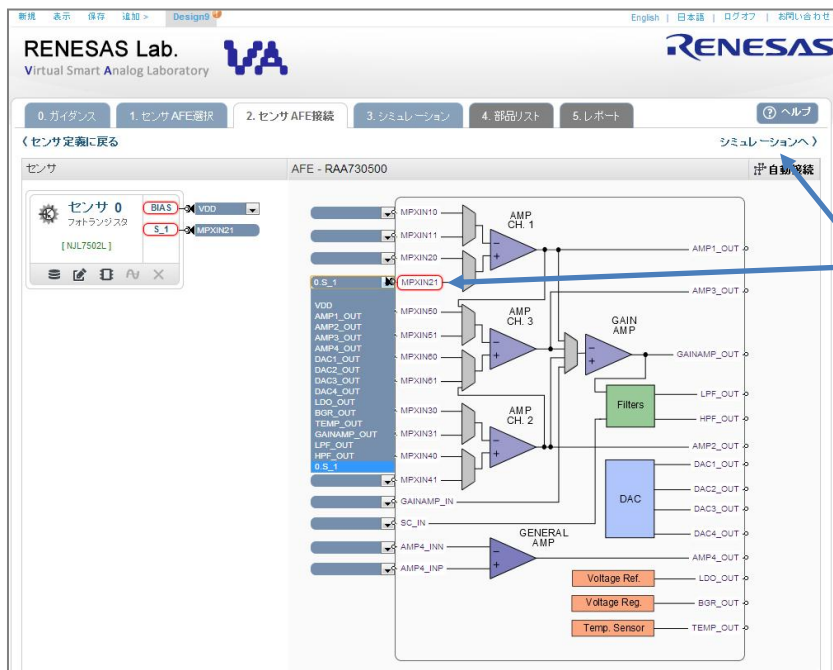 新規 表示 保存 追加 > Design9
English | 日本語 | ログオフ | お問い合わせ
RENESAS Lab.
Virtual Smart Analog Laboratory
VA
RENESAS
0. ガイダンス 1. センサAFE選択 2. センサAFE接続 3. シミュレーション 4. 部品リスト 5. レポート ? ヘルプ
〈 センサ定義に戻る シミュレーションへ 〉
センサ AFE - RAA730500 自動接続
センサ 0
フォトトランジスタ
[ NJL7502L ]
BIAS VDD
S_1 MPXIN21
MPXIN10
MPXIN11
MPXIN20
0.S_1 MPXIN21
VDD
AMP1_OUT
AMP2_OUT
AMP3_OUT
AMP4_OUT
DAC1_OUT
DAC2_OUT
DAC3_OUT
DAC4_OUT
LDO_OUT
BGR_OUT
TEMP_OUT
GAINAMP_OUT
LPF_OUT
HPF_OUT
0.S_1
MPXIN50
MPXIN51
MPXIN60
MPXIN61
MPXIN30
MPXIN31
MPXIN40
MPXIN41
GAINAMP_IN
SC_IN
AMP4_INN
AMP4_INP
AMP
CH. 1
AMP
CH. 3
AMP
CH. 2
GAIN
AMP
Filters
DAC
GENERAL
AMP
Voltage Ref.
Voltage Reg.
Temp. Sensor
AMP1_OUT
AMP3_OUT
GAINAMP_OUT
LPF_OUT
HPF_OUT
AMP2_OUT
DAC1_OUT
DAC2_OUT
DAC3_OUT
DAC4_OUT
AMP4_OUT
LDO_OUT
BGR_OUT
TEMP_OUT